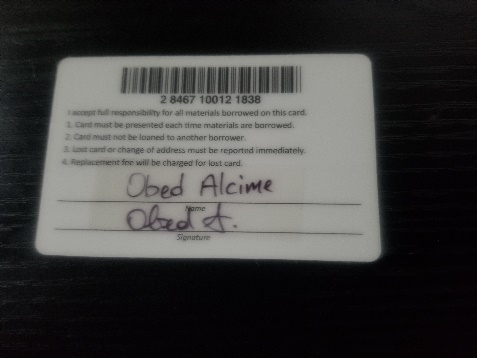 2 8467 10012 1838
I accept full responsibility for all materials borrowed on this card.
1. Card must be presented each time materials are borrowed.
2. Card must not be loaned to another borrower.
3. Lost card or change of address must be reported immediately.
4. Replacement fee will be charged for lost card.
Obed Alcime
Name
Obed A.
Signature